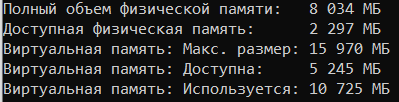 Полный объем физической памяти:    8 034 МБ
Доступная физическая память:       2 297 МБ
Виртуальная память: Макс. размер: 15 970 МБ
Виртуальная память: Доступна:      5 245 МБ
Виртуальная память: Используется: 10 725 МБ